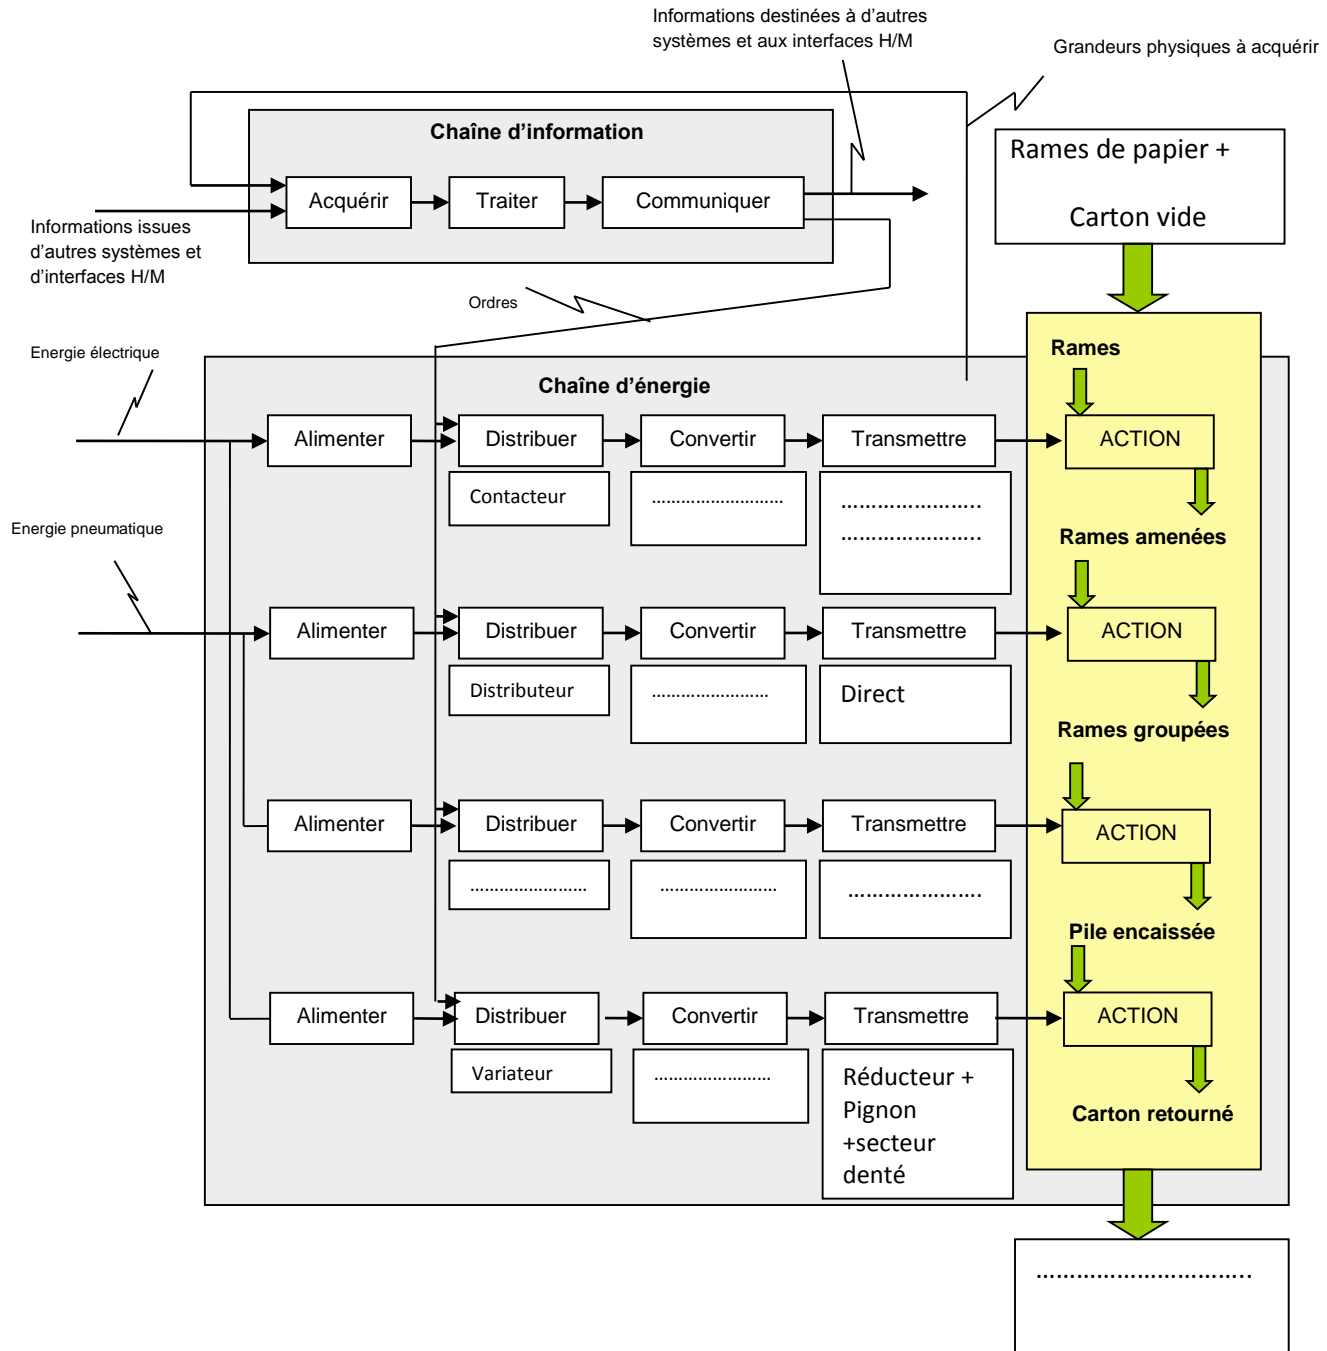 Informations destinées à d'autres
systèmes et aux interfaces H/M
Grandeurs physiques à acquérir
Chaîne d'information
Rames de papier +
Carton vide
Acquérir
Traiter
Communiquer
Informations issues
d'autres systèmes et
d'interfaces H/M
Ordres
Energie électrique
Chaîne d'énergie
Rames
Alimenter
Distribuer
Convertir
Transmettre
ACTION
Contacteur
...........................
.....................
.....................
Energie pneumatique
Rames amenées
Alimenter
Distribuer
Convertir
Transmettre
ACTION
Distributeur
........................
Direct
Rames groupées
Alimenter
Distribuer
Convertir
Transmettre
ACTION
........................
........................
....................
Pile encaissée
Alimenter
Distribuer
Convertir
Transmettre
ACTION
Variateur
........................
Réducteur +
Pignon
+secteur
denté
Carton retourné
................................